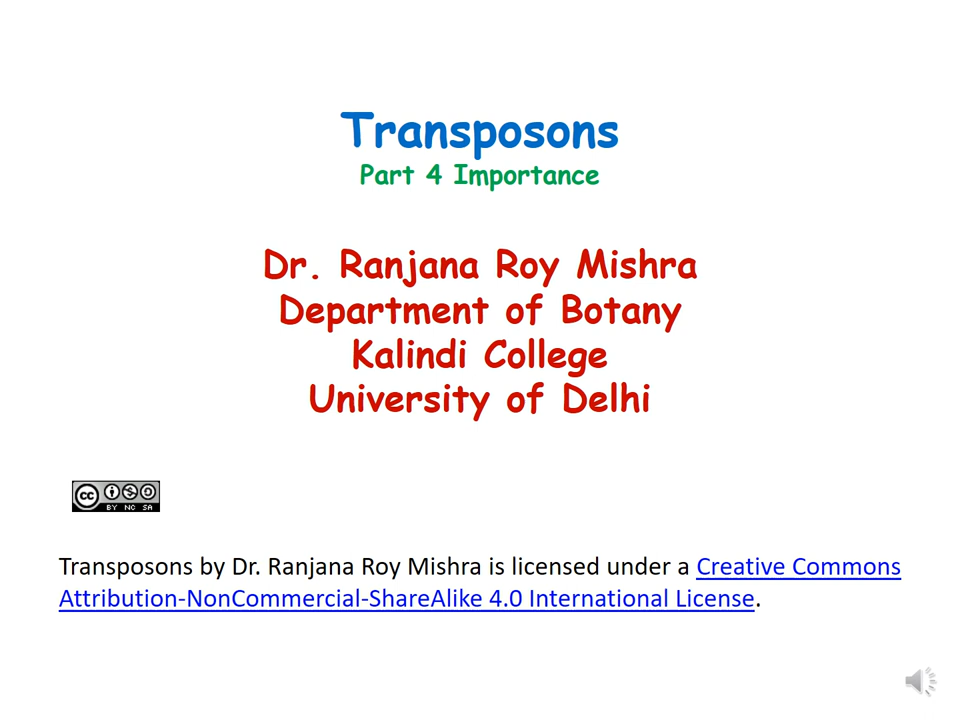 Transposons
Part 4 Importance
Dr. Ranjana Roy Mishra
Department of Botany
Kalindi College
University of Delhi
cc
BY NC SA
Transposons by Dr. Ranjana Roy Mishra is licensed under a Creative Commons
Attribution-NonCommercial-ShareAlike 4.0 International License.